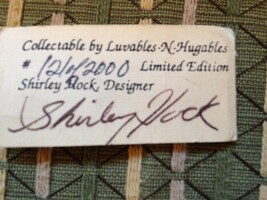 Collectable by Luvables-N-Hugables
# 12/6/2000 Limited Edition
Shirley Hock, Designer
Shirley Hock